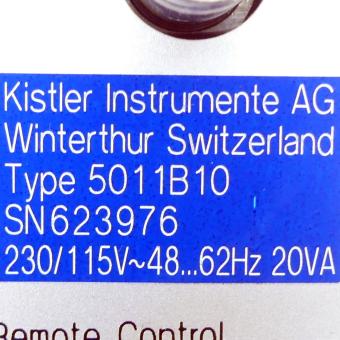 Kistler Instrumente AG
Winterthur Switzerland
Type 5011B10
SN623976
230/115V~48...62Hz 20VA
Remote Control